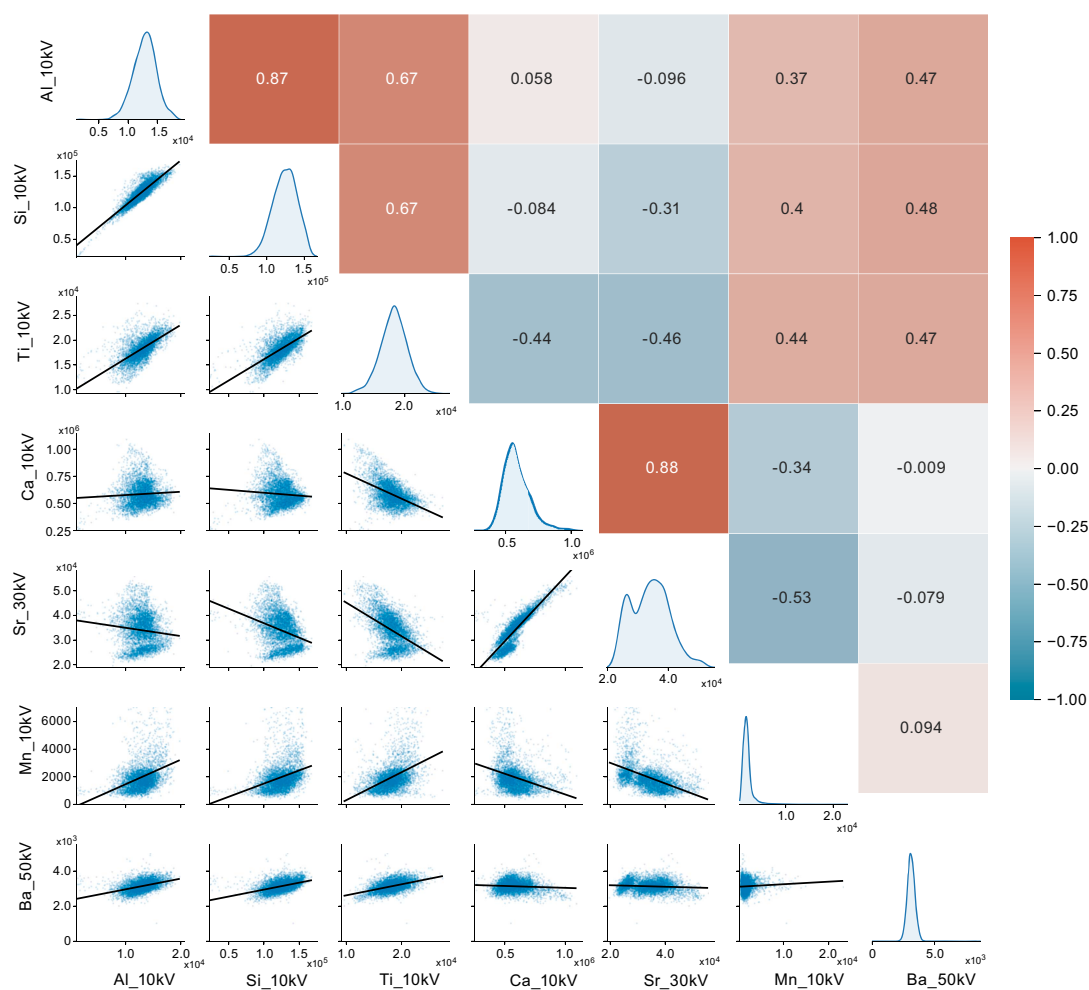 Al_10kV
0.5 1.0 1.5
x10⁴
0.87 0.67 0.058 -0.096 0.37 0.47
Si_10kV
x10⁵
1.5
1.0
0.5
0.5 1.0 1.5
x10⁵
0.67 -0.084 -0.31 0.4 0.48
Ti_10kV
x10⁴
2.5
2.0
1.5
1.0
1.0 2.0
x10⁴
-0.44 -0.46 0.44 0.47
Ca_10kV
x10⁶
1.00
0.75
0.50
0.25
0.5 1.0
x10⁶
0.88 -0.34 -0.009
Sr_30kV
x10⁴
5.0
4.0
3.0
2.0
20 4.0
x10⁴
-0.53 -0.079
Mn_10kV
6000
4000
2000
0
1.0 2.0
x10⁴
0.094
Ba_50kV
x10³
4.0
2.0
0
1.0 2.0
x10⁴
0.5 1.0 1.5
x10⁵
1.0 2.0
x10⁴
0.5 1.0
x10⁶
20 4.0
x10⁴
1.0 2.0
x10⁴
0 5.0
x10³
Al_10kV Si_10kV Ti_10kV Ca_10kV Sr_30kV Mn_10kV Ba_50kV
1.00
0.75
0.50
0.25
0.00
−0.25
−0.50
−0.75
−1.00